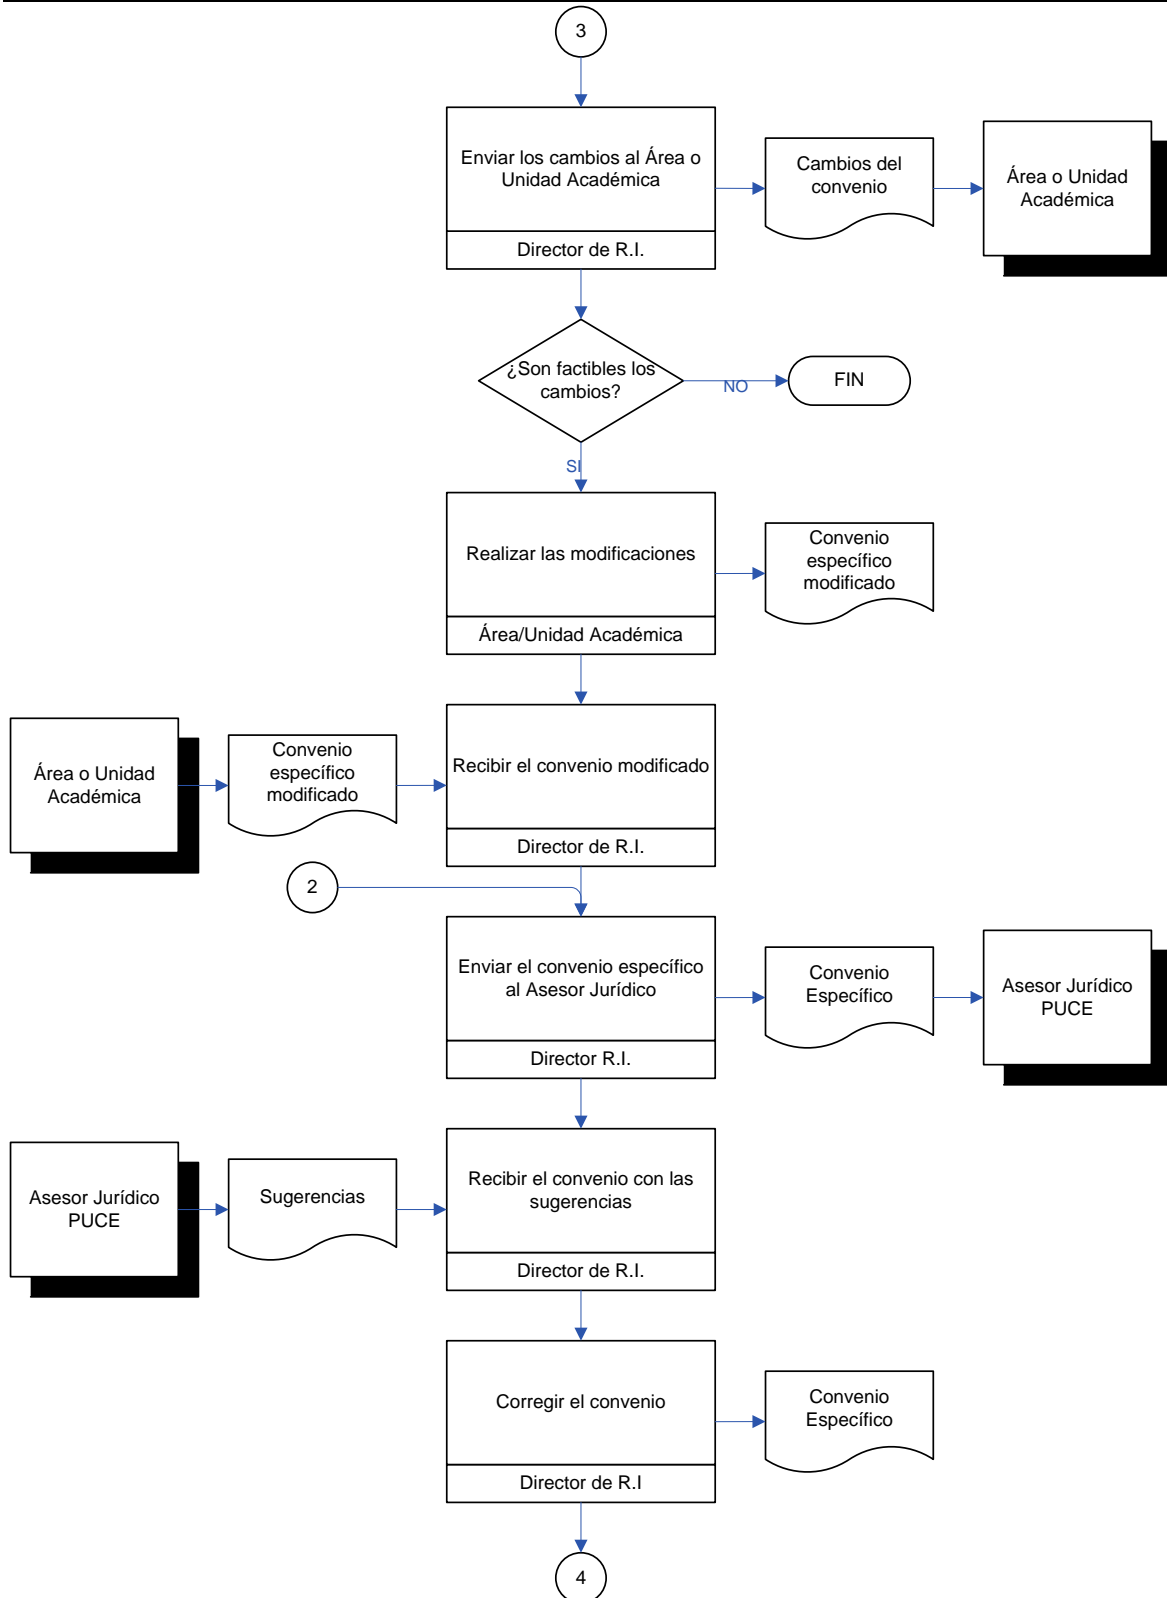 3
Enviar los cambios al Área o
Unidad Académica
Director de R.I.
Cambios del
convenio
Área o Unidad
Académica
¿Son factibles los
cambios?
NO
FIN
SI
Realizar las modificaciones
Área/Unidad Académica
Convenio
específico
modificado
Área o Unidad
Académica
Convenio
específico
modificado
Recibir el convenio modificado
Director de R.I.
2
Enviar el convenio específico
al Asesor Jurídico
Director R.I.
Convenio
Específico
Asesor Jurídico
PUCE
Asesor Jurídico
PUCE
Sugerencias
Recibir el convenio con las
sugerencias
Director de R.I.
Corregir el convenio
Director de R.I
Convenio
Específico
4